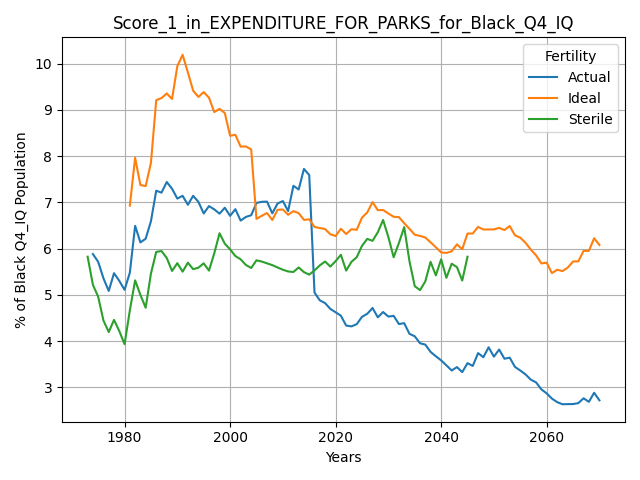 Score_1_in_EXPENDITURE_FOR_PARKS_for_Black_Q4_IQ
% of Black Q4_IQ Population
10
9
8
7
6
5
4
3
Fertility
Actual
Ideal
Sterile
1980 2000 2020 2040 2060
Years